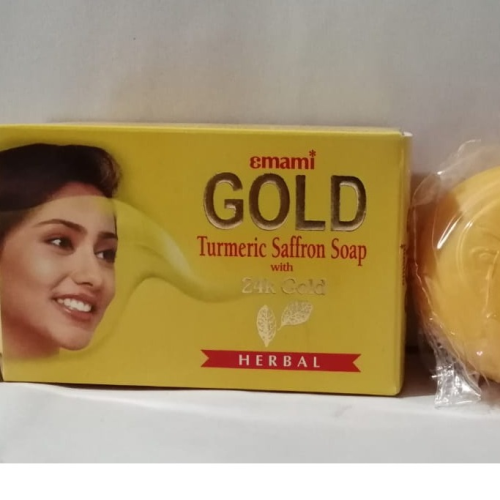 emami*
GOLD
Turmeric Saffron Soap
with
24K Gold
HERBAL